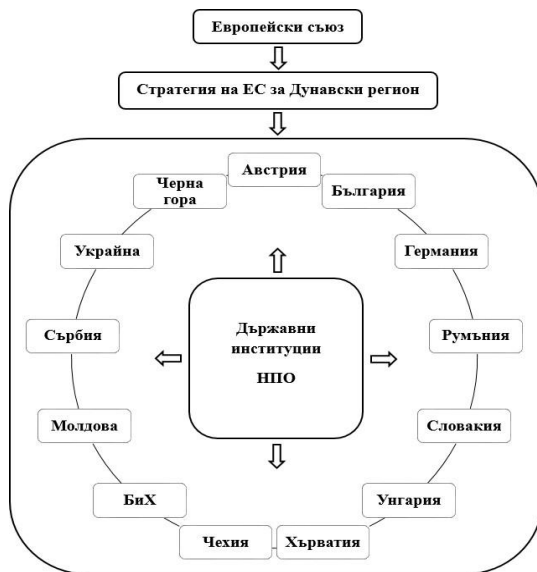 Европейски съюз
Стратегия на ЕС за Дунавски регион
Австрия
Черна
гора
България
Украйна
Германия
Държавни
институции
НПО
Сърбия
Румъния
Молдова
Словакия
БиХ
Унгария
Чехия
Хърватия